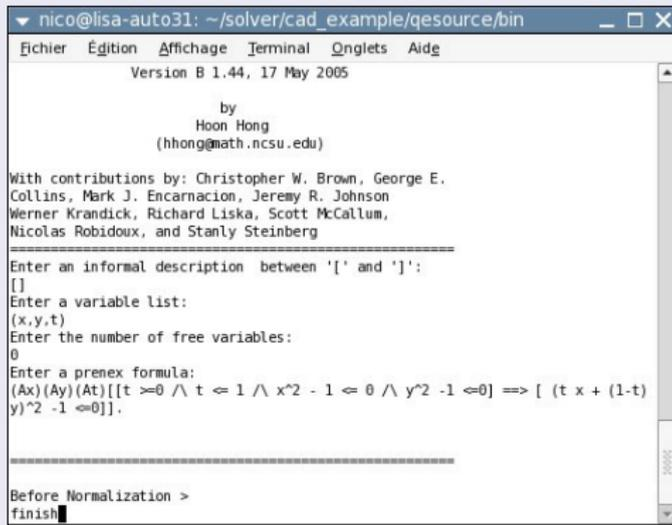 nico@lisa-auto31: ~/solver/cad_example/qesource/bin
Fichier Édition Affichage Terminal Onglets Aide
Version B 1.44, 17 May 2005
by
Hoon Hong
(hhong@math.ncsu.edu)
With contributions by: Christopher W. Brown, George E.
Collins, Mark J. Encarnacion, Jeremy R. Johnson
Werner Krandick, Richard Liska, Scott McCallum,
Nicolas Robidoux, and Stanly Steinberg
=======================================================
Enter an informal description  between '[' and ']':
[]
Enter a variable list:
(x,y,t)
Enter the number of free variables:
0
Enter a prenex formula:
(Ax)(Ay)(At)[[t >=0 /\ t <= 1 /\ x^2 - 1 <= 0 /\ y^2 -1 <=0] ==> [ (t x + (1-t)
y)^2 -1 <=0]].
=======================================================
Before Normalization >
finish